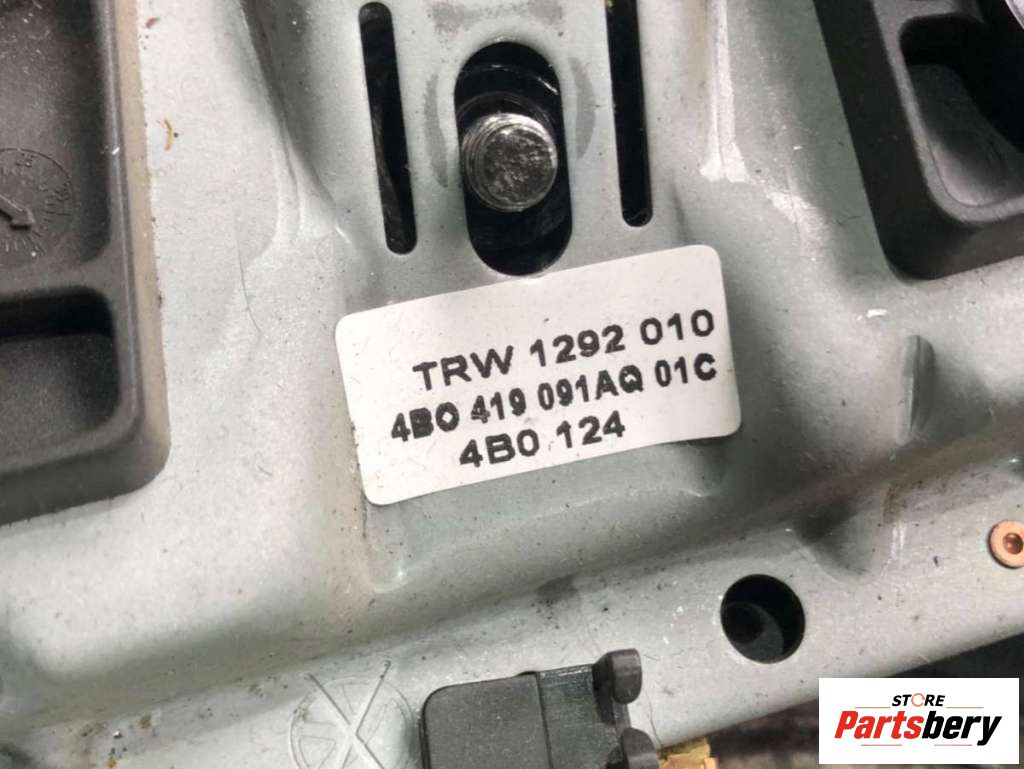 TRW 1292 010
4B0 419 091AQ 01C
4B0 124
STORE
Partsbery